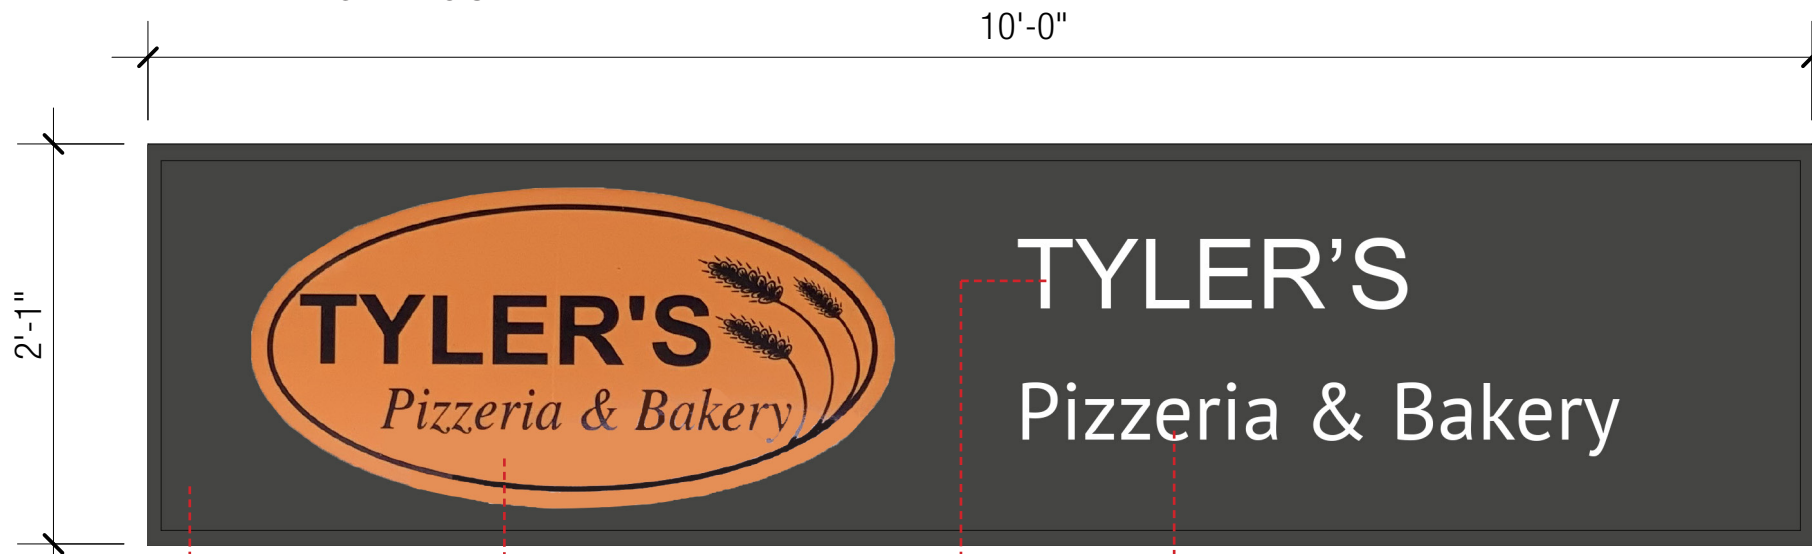 10'-0"
2'-1"
TYLER'S
Pizzeria & Bakery
TYLER’S
Pizzeria & Bakery